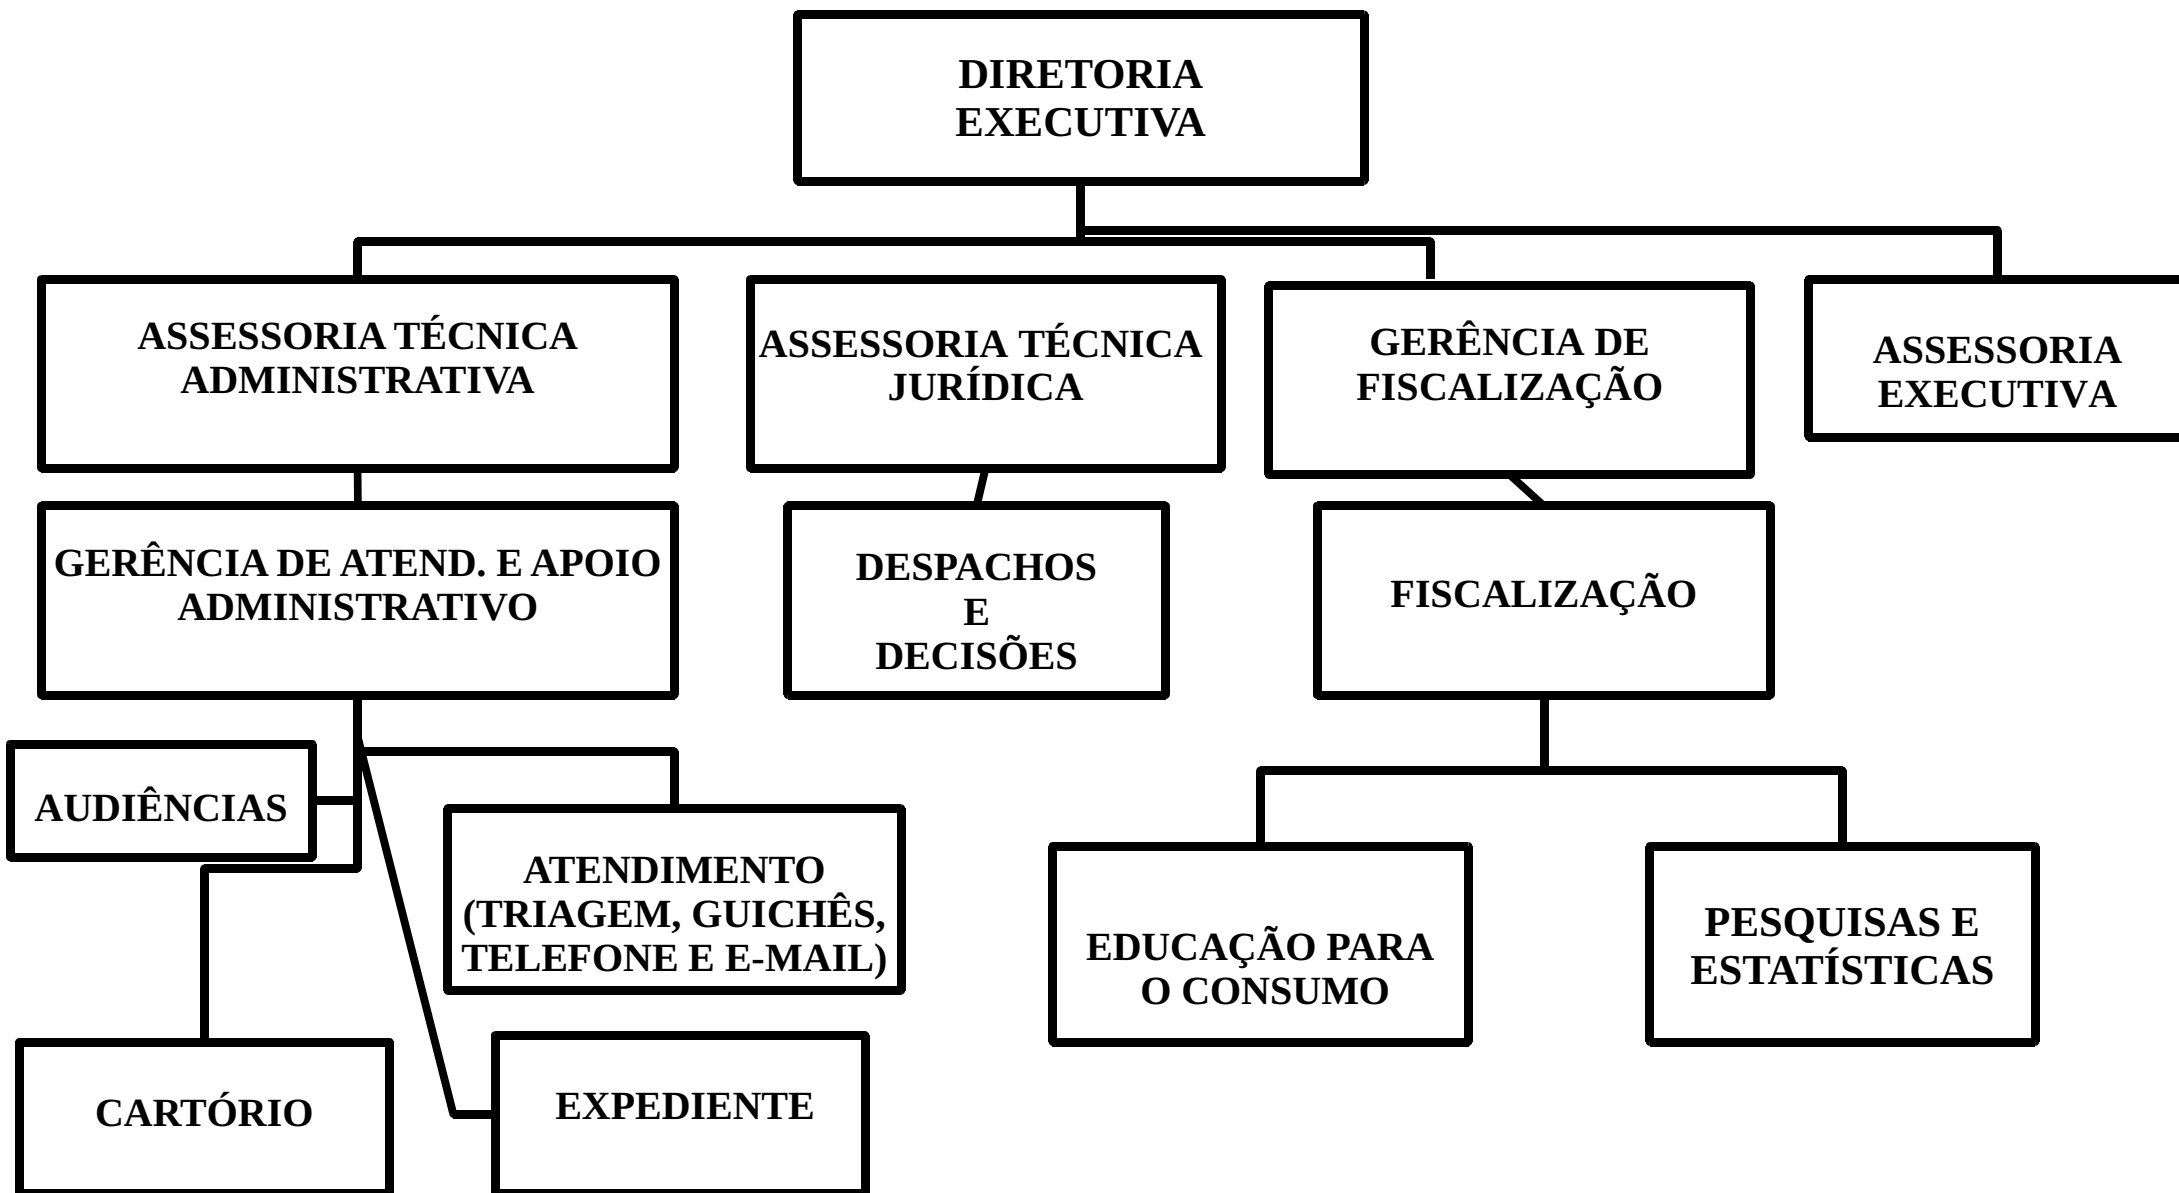 DIRETORIA
EXECUTIVA
ASSESSORIA TÉCNICA
ADMINISTRATIVA
ASSESSORIA TÉCNICA
JURÍDICA
GERÊNCIA DE
FISCALIZAÇÃO
ASSESSORIA
EXECUTIVA
GERÊNCIA DE ATEND. E APOIO
ADMINISTRATIVO
DESPACHOS
E
DECISÕES
FISCALIZAÇÃO
AUDIÊNCIAS
ATENDIMENTO
(TRIAGEM, GUICHÊS,
TELEFONE E E-MAIL)
EDUCAÇÃO PARA
O CONSUMO
PESQUISAS E
ESTATÍSTICAS
CARTÓRIO
EXPEDIENTE